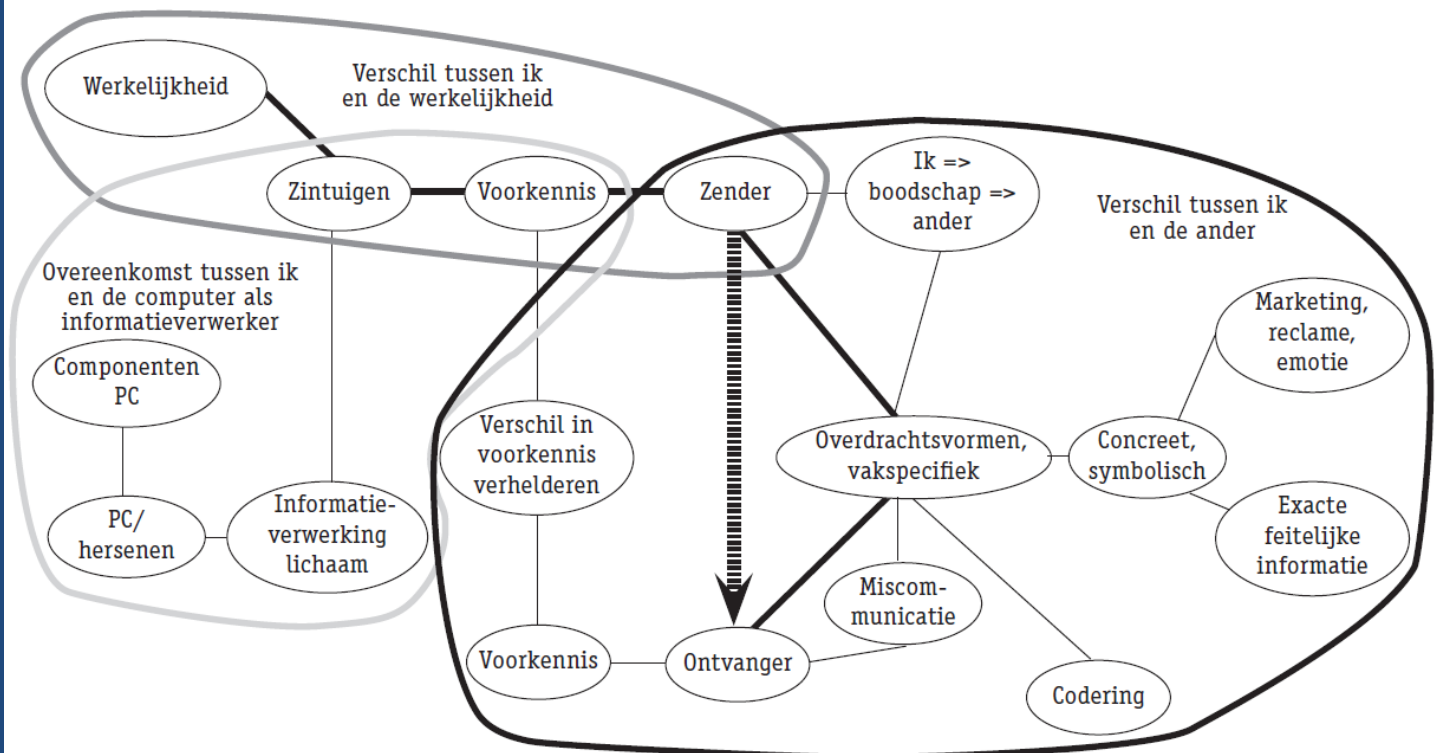 Werkelijkheid
Verschil tussen ik
en de werkelijkheid
Zintuigen
Voorkennis
Zender
Ik =>
boodschap =>
ander
Verschil tussen ik
en de ander
Overeenkomst tussen ik
en de computer als
informatieverwerker
Componenten
PC
PC/
hersenen
Informatie-
verwerking
lichaam
Verschil in
voorkennis
verhelderen
Overdrachtsvormen,
vakspecifiek
Concreet,
symbolisch
Marketing,
reclame,
emotie
Exacte
feitelijke
informatie
Miscom-
municatie
Voorkennis
Ontvanger
Codering